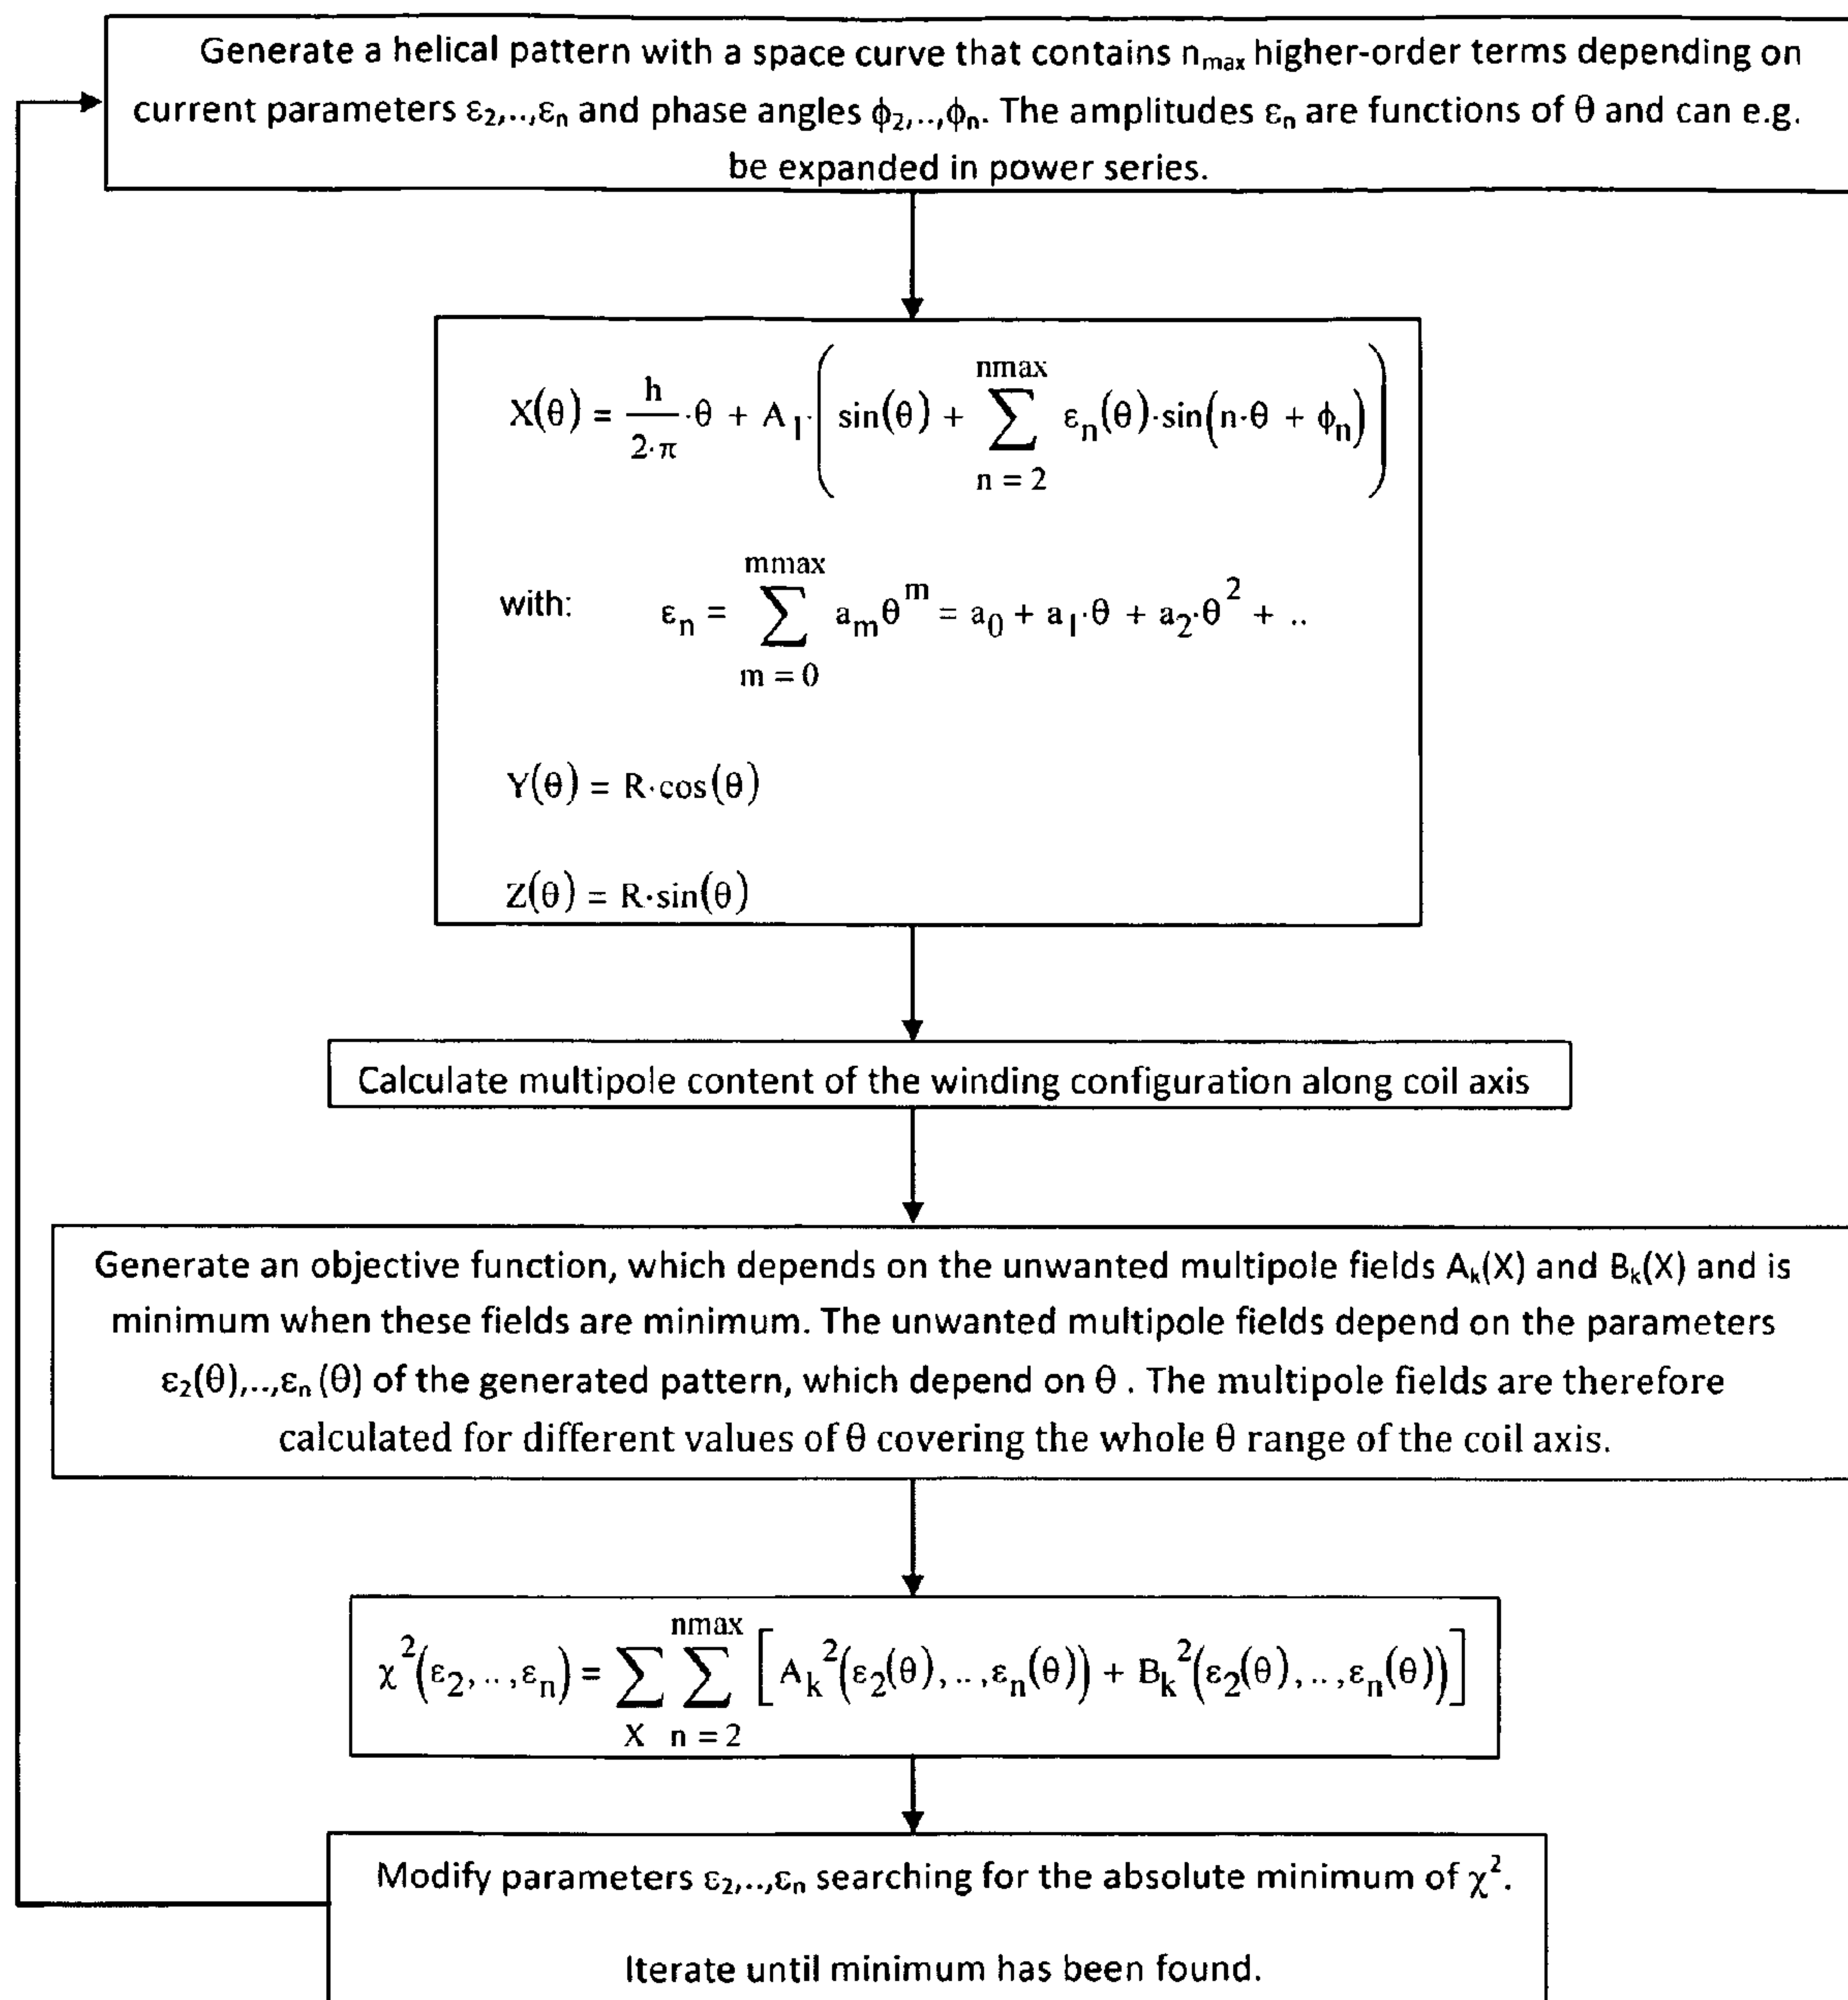 Generate a helical pattern with a space curve that contains nmax higher-order terms depending on
current parameters ε2,..,εn and phase angles ϕ2,..,ϕn. The amplitudes εn are functions of θ and can e.g.
be expanded in power series.
X(θ) = h/(2·π)·θ + A1·(sin(θ) + ∑_{n = 2}^{nmax} εn(θ)·sin(n·θ + ϕn))
with: εn = ∑_{m = 0}^{mmax} a_m θ^m = a0 + a1·θ + a2·θ^2 + ..
Y(θ) = R·cos(θ)
Z(θ) = R·sin(θ)
Calculate multipole content of the winding configuration along coil axis
Generate an objective function, which depends on the unwanted multipole fields Ak(X) and Bk(X) and is
minimum when these fields are minimum. The unwanted multipole fields depend on the parameters
ε2(θ),..,εn (θ) of the generated pattern, which depend on θ . The multipole fields are therefore
calculated for different values of θ covering the whole θ range of the coil axis.
χ^2(ε2,..,εn) = ∑_{X} ∑_{n = 2}^{nmax} [Ak^2(ε2(θ),..,εn(θ)) + Bk^2(ε2(θ),..,εn(θ))]
Modify parameters ε2,..,εn searching for the absolute minimum of χ².
Iterate until minimum has been found.